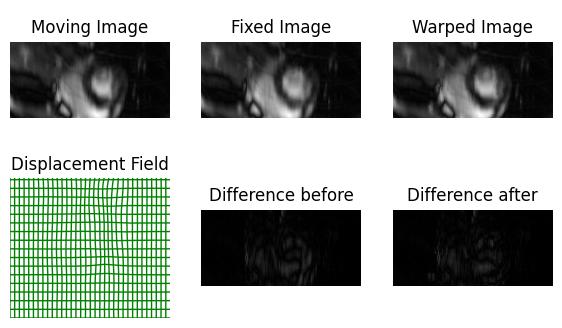 Moving Image
Fixed Image
Warped Image
Displacement Field
Difference before
Difference after